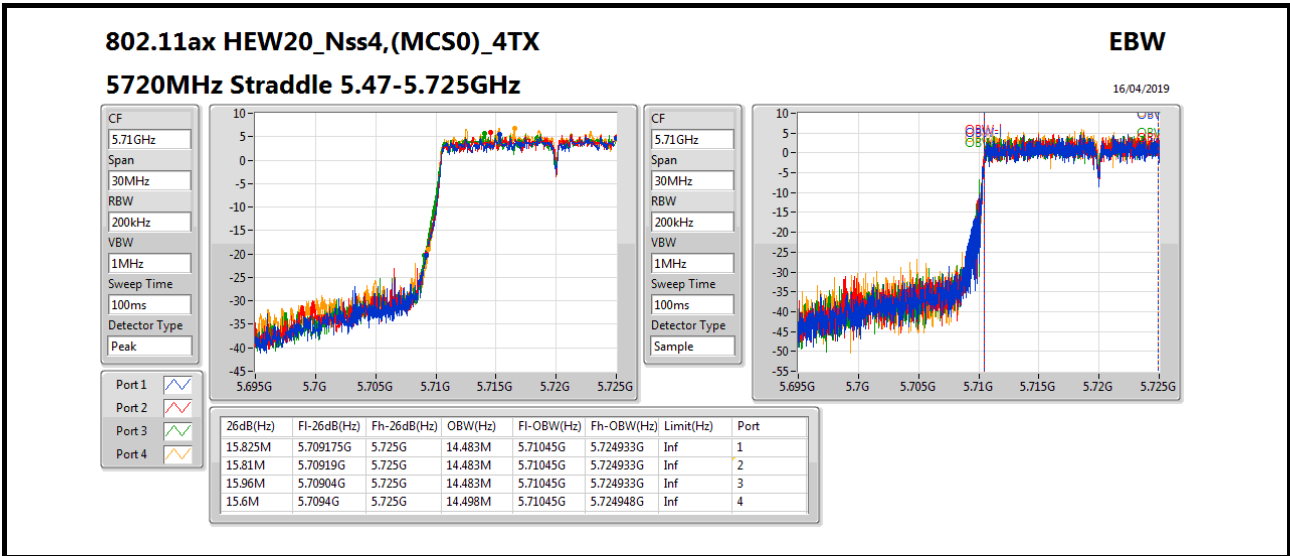 802.11ax HEW20_Nss4,(MCS0)_4TX
EBW
5720MHz Straddle 5.47-5.725GHz
16/04/2019
CF
5.71GHz
Span
30MHz
RBW
200kHz
VBW
1MHz
Sweep Time
100ms
Detector Type
Peak
10
5
0
-5
-10
-15
-20
-25
-30
-35
-40
-45
5.695G 5.7G 5.705G 5.71G 5.715G 5.72G 5.725G
CF
5.71GHz
Span
30MHz
RBW
200kHz
VBW
1MHz
Sweep Time
100ms
Detector Type
Sample
10
5
0
-5
-10
-15
-20
-25
-30
-35
-40
-45
-50
-55
5.695G 5.7G 5.705G 5.71G 5.715G 5.72G 5.725G
Port 1
Port 2
Port 3
Port 4
26dB(Hz) Fl-26dB(Hz) Fh-26dB(Hz) OBW(Hz) Fl-OBW(Hz) Fh-OBW(Hz) Limit(Hz) Port
15.825M 5.709175G 5.725G 14.483M 5.71045G 5.724933G Inf 1
15.81M 5.70919G 5.725G 14.483M 5.71045G 5.724933G Inf 2
15.96M 5.70904G 5.725G 14.483M 5.71045G 5.724933G Inf 3
15.6M 5.7094G 5.725G 14.498M 5.71045G 5.724948G Inf 4